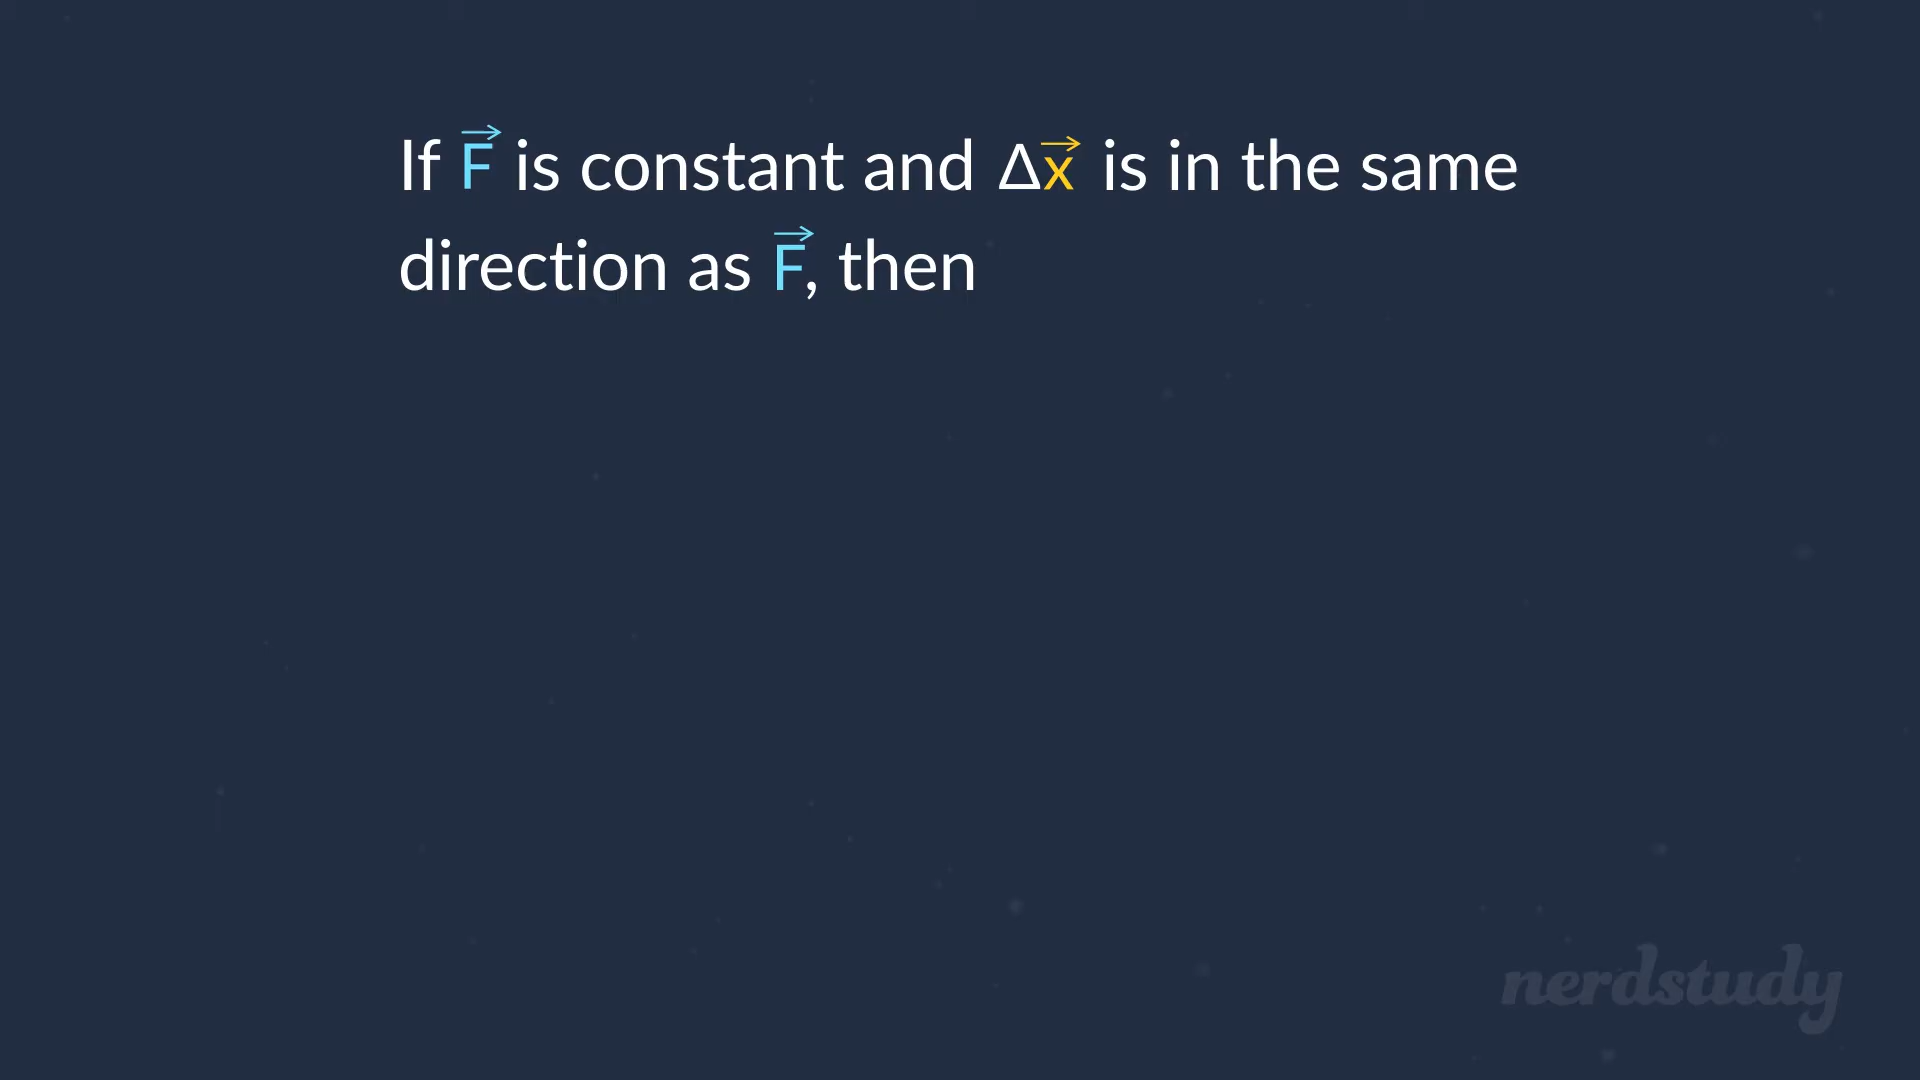 If F⃗ is constant and Δx⃗ is in the same
direction as F⃗, then
nerdstudy